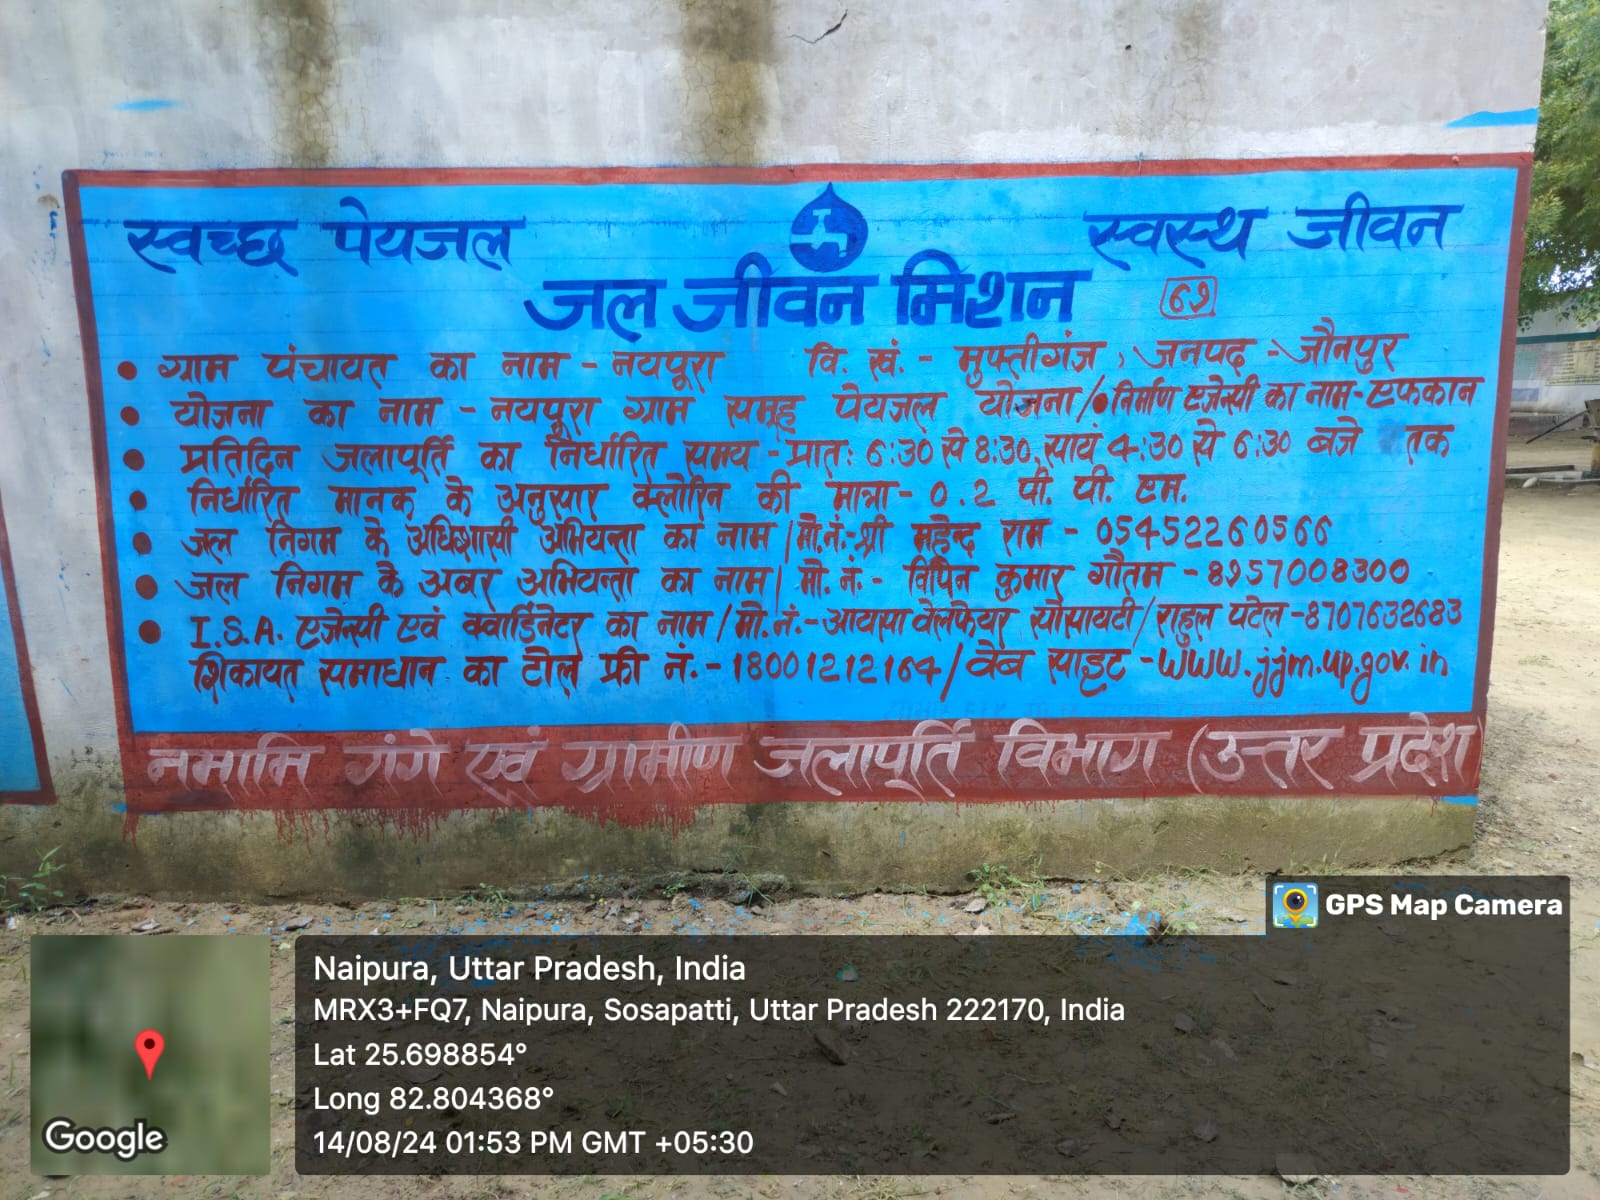 स्वच्छ पेयजल
स्वस्थ जीवन
जल जीवन मिशन
६९
• ग्राम पंचायत का नाम - नयपूरा वि. खं. - मुफ्तीगंज, जनपद - जौनपुर
• योजना का नाम - नयपूरा ग्राम समूह पेयजल योजना/• निर्माण एजेन्सी का नाम - एफकान
• प्रतिदिन जलापूर्ति का निर्धारित समय - प्रात: 6:30 से 8:30, सायं 4:30 से 6:30 बजे तक
• निर्धारित मानक के अनुसार क्लोरिन की मात्रा - 0.2 पी. पी. एम.
• जल निगम के अधिशासी अभियन्ता का नाम/मो.नं.- श्री महेन्द्र राम - 05452260566
• जल निगम के अवर अभियन्ता का नाम/मो. नं.- विपिन कुमार गौतम - 8957008300
• I.S.A. एजेन्सी एवं क्वार्डिनेटर का नाम/मो.नं.- आयसा वेलफेयर सोसायटी/राहुल पटेल - 8707632683
शिकायत समाधान का टोल फ्री नं.- 18001212164/वेब साइट - www.jjm.up.gov.in
नमामि गंगे एवं ग्रामीण जलापूर्ति विभाग (उत्तर प्रदेश)
GPS Map Camera
Naipura, Uttar Pradesh, India
MRX3+FQ7, Naipura, Sosapatti, Uttar Pradesh 222170, India
Lat 25.698854°
Long 82.804368°
14/08/24 01:53 PM GMT +05:30
Google